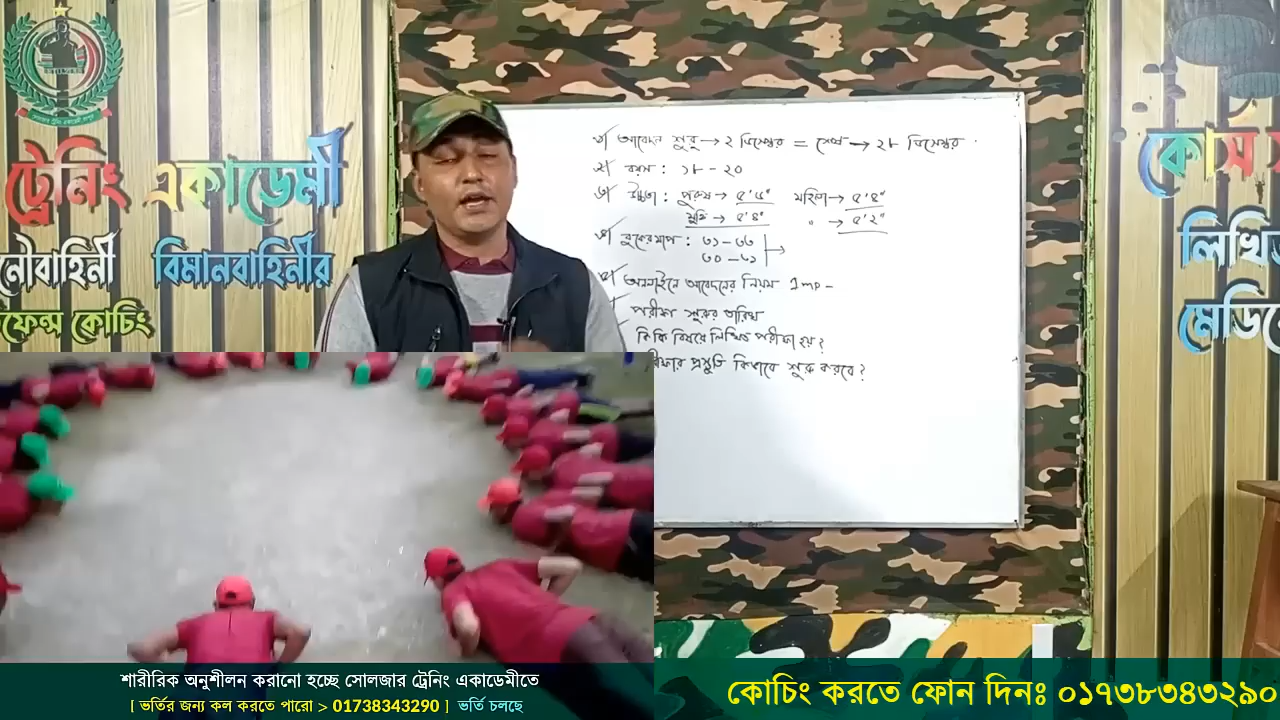 ট্রেনিং একাডেমী
নৌবাহিনী বিমানবাহিনীর
ফেন্স কোচিং
১) আবেদন শুরু → ২ ডিসেম্বর = শেষ → ২৮ ডিসেম্বর
২) বয়স : ১৮ - ২০
৩) উচ্চতা : পুরুষ → ৫'৬" মহিলা → ৫'৪"
→ ৫'৪" " → ৫'২"
৪) বুকের মাপ : ৩১ - ৩৩
৩০ - ৩১
৫) অনলাইনে আবেদনের নিয়ম Imp -
পরীক্ষা শুরুর তারিখ
কি কি বিষয়ে লিখিত পরীক্ষা হয় ?
প্রস্তুতি কিভাবে শুরু করবে ?
কোর্স
লিখিত
মেডি
শারীরিক অনুশীলন করানো হচ্ছে সোলজার ট্রেনিং একাডেমীতে
[ ভর্তির জন্য কল করতে পারো > 01738343290 ] ভর্তি চলছে
কোচিং করতে ফোন দিনঃ ০১৭৩৮৩৪৩২৯০